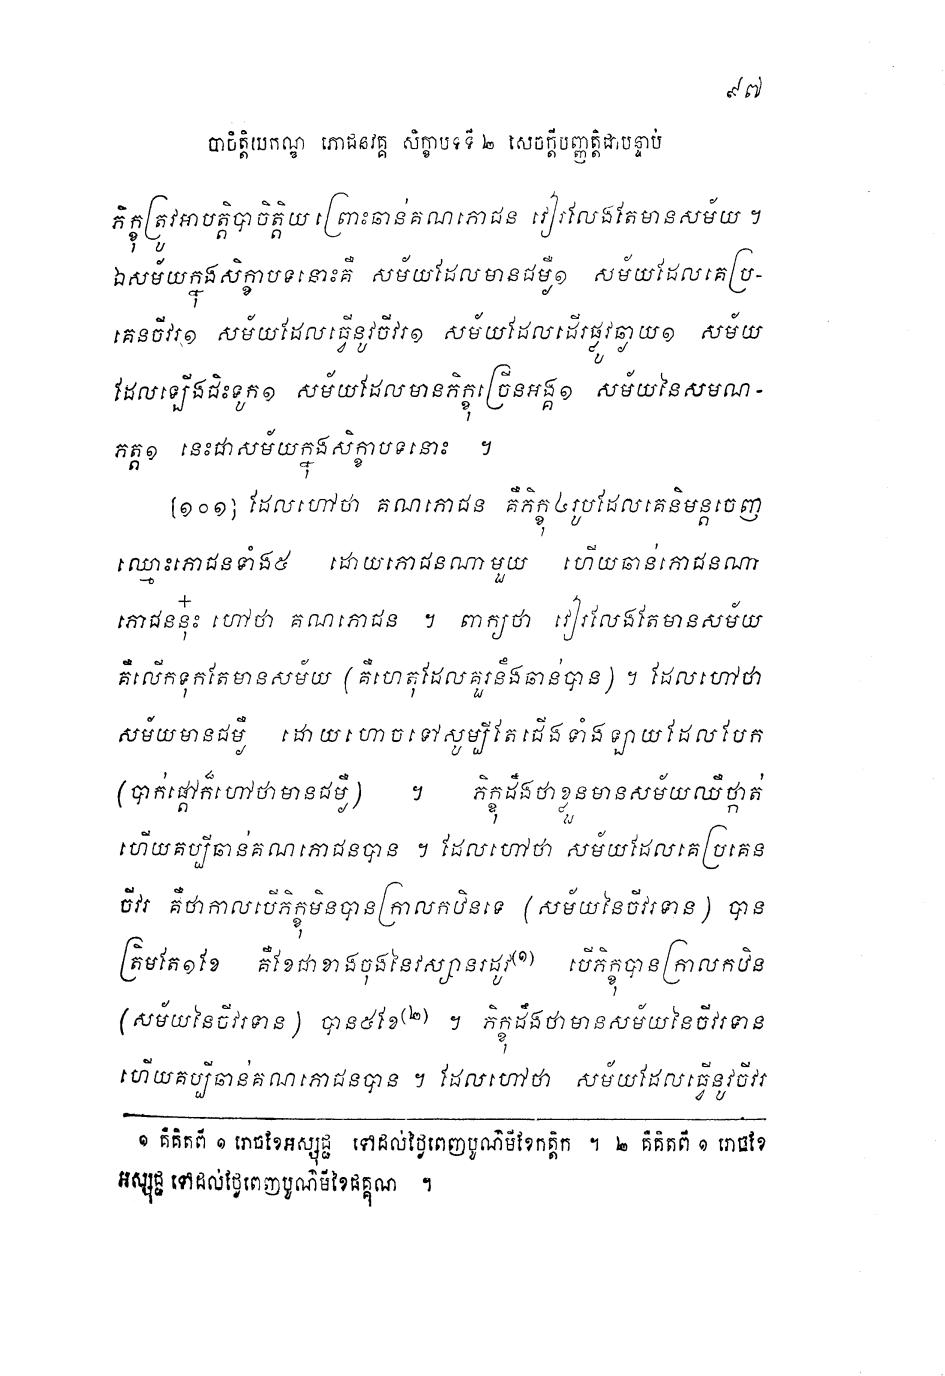 ៩៧
បាចិត្តិយកណ្ឌ ភោជនវគ្គ សិក្ខាបទទី ២ សេចក្តីបញ្ញត្តិជាបន្ទាប់
ភិក្ខុត្រូវអាបត្តិបាចិត្តិយ ព្រោះឆាន់គណភោជន វៀរលែងតែមានសម័យ ។
ឯសម័យក្នុងសិក្ខាបទនោះគឺ សម័យដែលមានជម្ងឺ១ សម័យដែលគេប្រ-
គេនចីវរ១ សម័យដែលធ្វើនូវចីវរ១ សម័យដែលដើរផ្លូវឆ្ងាយ១ សម័យ
ដែលឡើងជិះទូក១ សម័យដែលមានភិក្ខុច្រើនអង្គ១ សម័យនៃសមណ-
ភត្ត១ នេះជាសម័យក្នុងសិក្ខាបទនោះ ។
[១០១] ដែលហៅថា គណភោជន គឺភិក្ខុ៤រូបដែលគេនិមន្តចេញ
ឈ្មោះភោជនទាំង៥ ដោយភោជនណាមួយ ហើយឆាន់ភោជនណា
ភោជននុ៎ះ ហៅថា គណភោជន ។ ពាក្យថា វៀរលែងតែមានសម័យ
គឺលើកទុកតែមានសម័យ (គឺហេតុដែលគួរនឹងឆាន់បាន) ។ ដែលហៅថា
សម័យមានជម្ងឺ ដោយហោចទៅសូម្បីតែជើងទាំងឡាយដែលបែក
(បាក់ផ្តៅក៏ហៅថាមានជម្ងឺ) ។ ភិក្ខុដឹងថាខ្លួនមានសម័យឈឺថ្កាត់
ហើយគប្បីឆាន់គណភោជនបាន ។ ដែលហៅថា សម័យដែលគេប្រគេន
ចីវរ គឺថាកាលបើភិក្ខុមិនបានក្រាលកឋិនទេ (សម័យនៃចីវរទាន) បាន
ត្រឹមតែ១ខែ គឺខែជាខាងចុងនៃវស្សានរដូវ(១) បើភិក្ខុបានក្រាលកឋិន
(សម័យនៃចីវរទាន) បាន៥ខែ(២) ។ ភិក្ខុដឹងថាមានសម័យនៃចីវរទាន
ហើយគប្បីឆាន់គណភោជនបាន ។ ដែលហៅថា សម័យដែលធ្វើនូវចីវរ
១ គឺគិតពី ១ រោជខែអស្សុជ្ជ ទៅដល់ថ្ងៃពេញបូណ៌មីខែកត្តិក ។ ២ គឺគិតពី ១ រោជខែ
អស្សុជ្ជ ទៅដល់ថ្ងៃពេញបូណ៌មីខែផគ្គុណ ។